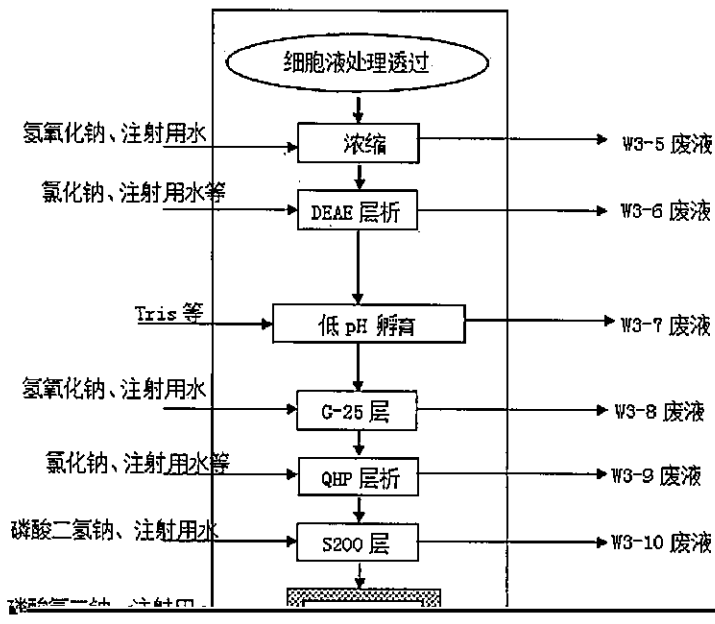 细胞液处理透过
氢氧化钠、注射用水
浓缩
W3-5 废液
氯化钠、注射用水等
DEAE 层析
W3-6 废液
Tris 等
低 pH 孵育
W3-7 废液
氢氧化钠、注射用水
G-25 层
W3-8 废液
氯化钠、注射用水等
QHP 层析
W3-9 废液
磷酸二氢钠、注射用水
S200 层
W3-10 废液